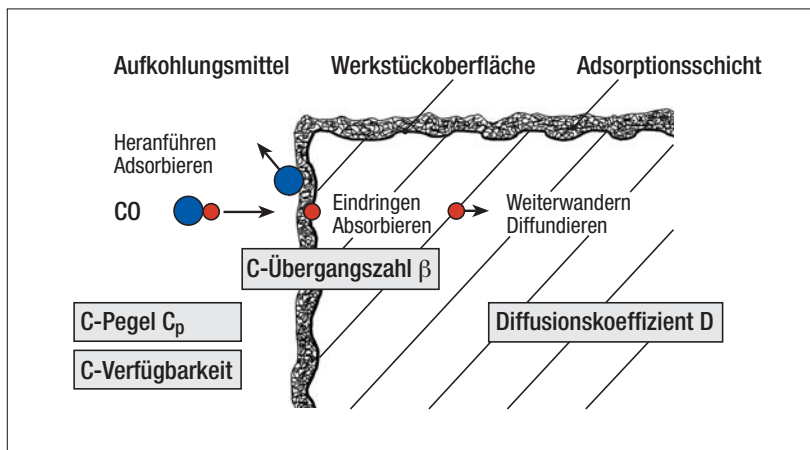 Aufkohlungsmittel Werkstückoberfläche Adsorptionsschicht
Heranführen
Adsorbieren
CO
Eindringen
Absorbieren
Weiterwandern
Diffundieren
C-Übergangszahl β
C-Pegel Cp
C-Verfügbarkeit
Diffusionskoeffizient D